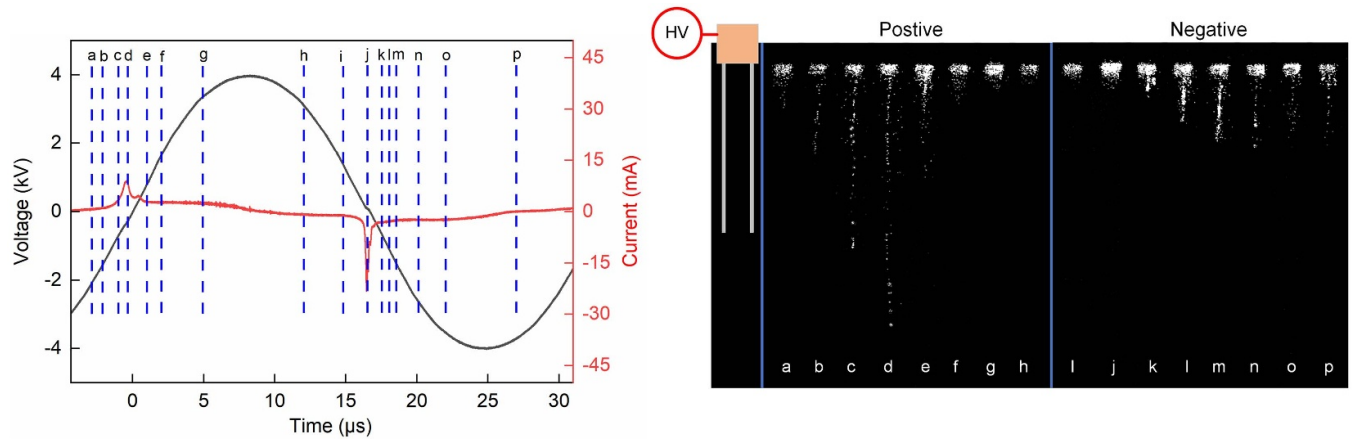 a b c d e f g h i j k l m n o p
4
2
0
-2
-4
Voltage (kV)
45
30
15
0
-15
-30
-45
Current (mA)
0 5 10 15 20 25 30
Time (μs)
HV
Postive
Negative
a b c d e f g h
I j k l m n o p